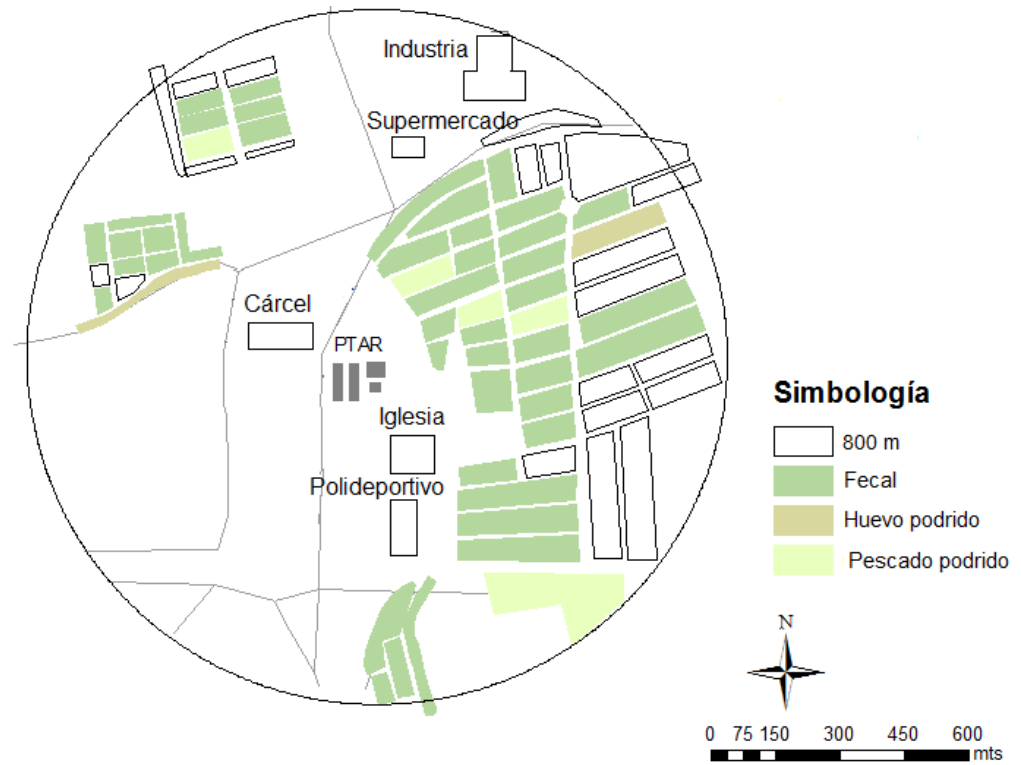 Industria
Supermercado
Cárcel
PTAR
Iglesia
Polideportivo
Simbología
800 m
Fecal
Huevo podrido
Pescado podrido
N
0 75 150 300 450 600
mts